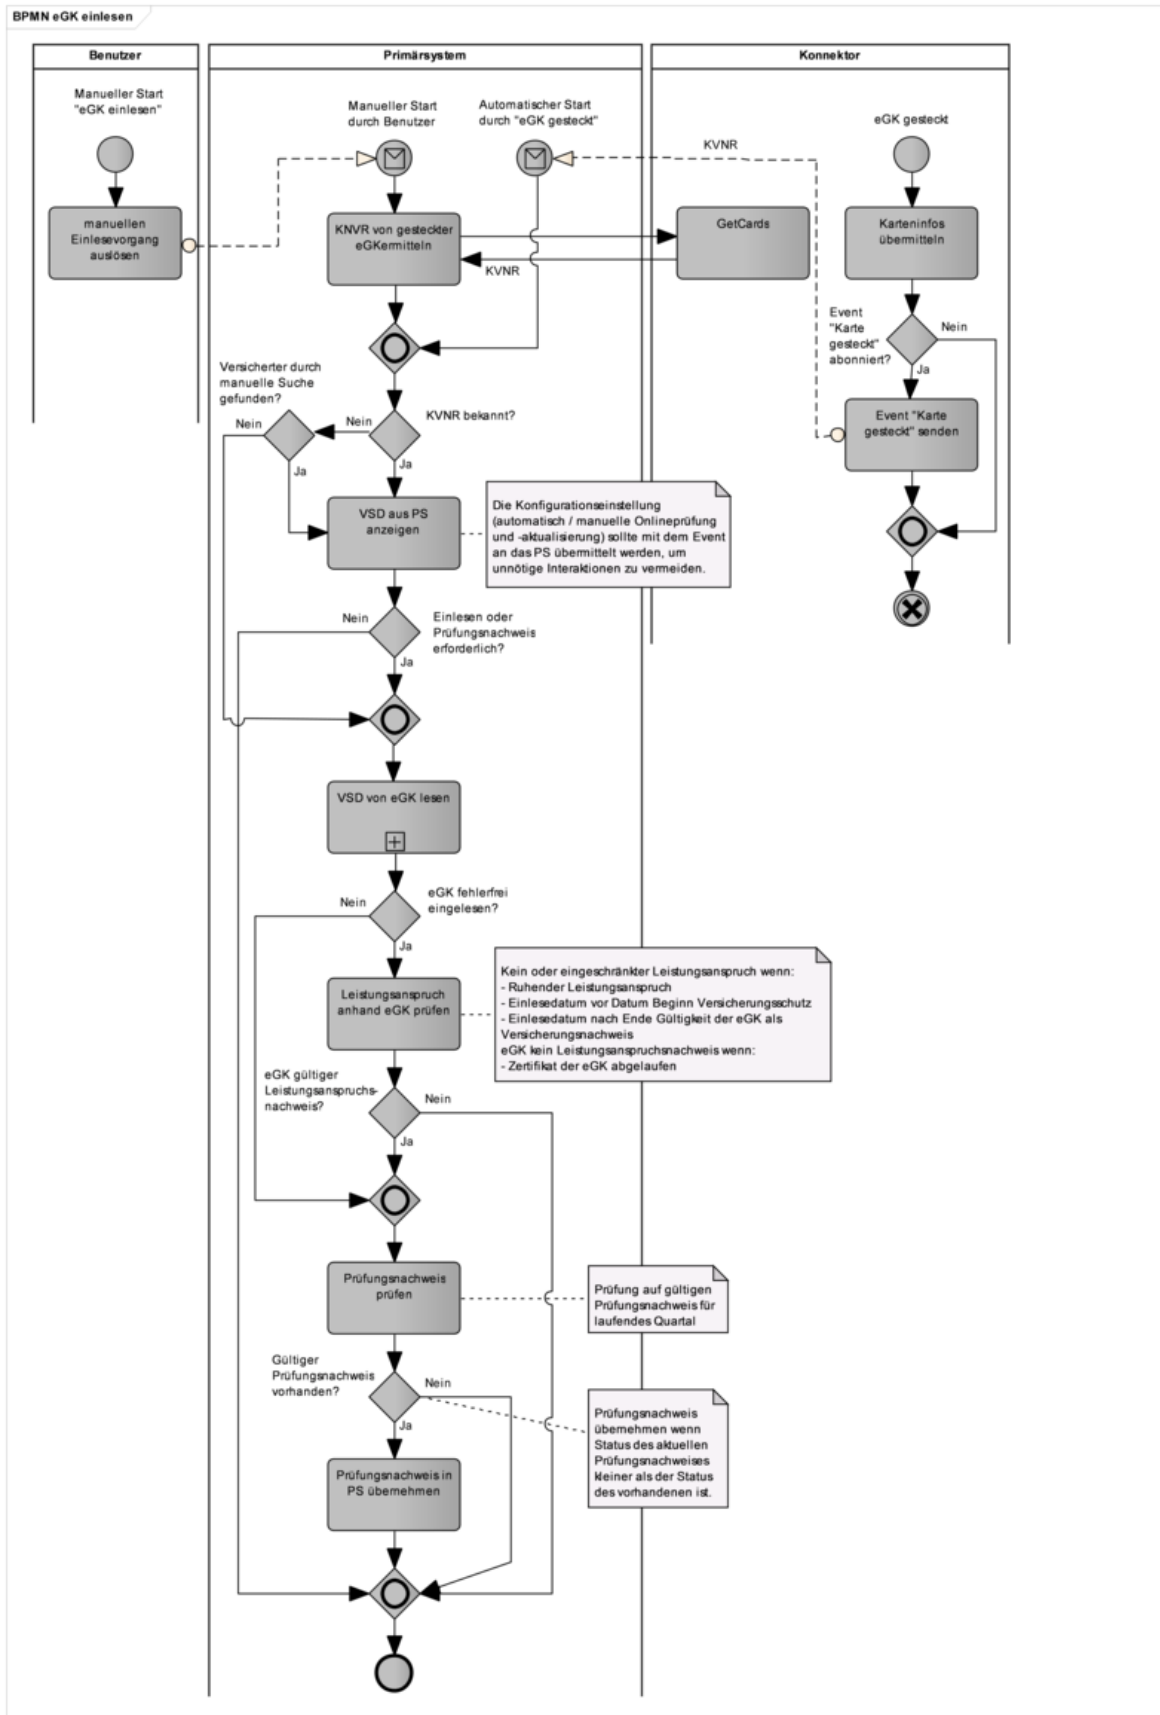 BPMN eGK einlesen
Benutzer
Primärsystem
Konnektor
Manueller Start
"eGK einlesen"
Manueller Start
durch Benutzer
Automatischer Start
durch "eGK gesteckt"
eGK gesteckt
KVNR
manuellen
Einlesevorgang
auslösen
KNVR von gesteckter
eGKermitteln
GetCards
Karteninfos
übermitteln
KVNR
Event
"Karte
gesteckt"
abonniert?
Nein
Ja
Versicherter durch
manuelle Suche
gefunden?
Nein
Nein
KVNR bekannt?
Ja
Ja
Event "Karte
gesteckt" senden
VSD aus PS
anzeigen
Die Konfigurationseinstellung
(automatisch / manuelle Onlineprüfung
und -aktualisierung) sollte mit dem Event
an das PS übermittelt werden, um
unnötige Interaktionen zu vermeiden.
Nein
Einlesen oder
Prüfungsnachweis
erforderlich?
Ja
VSD von eGK lesen
Nein
eGK fehlerfrei
eingelesen?
Ja
Leistungsanspruch
anhand eGK prüfen
Kein oder eingeschränkter Leistungsanspruch wenn:
- Ruhender Leistungsanspruch
- Einlesedatum vor Datum Beginn Versicherungsschutz
- Einlesedatum nach Ende Gültigkeit der eGK als
Versicherungsnachweis
eGK kein Leistungsanspruchsnachweis wenn:
- Zertifikat der eGK abgelaufen
eGK gültiger
Leistungsanspruchs-
nachweis?
Nein
Ja
Prüfungsnachweis
prüfen
Prüfung auf gültigen
Prüfungsnachweis für
laufendes Quartal
Gültiger
Prüfungsnachweis
vorhanden?
Nein
Ja
Prüfungsnachweis
übernehmen wenn
Status des aktuellen
Prüfungsnachweises
kleiner als der Status
des vorhandenen ist.
Prüfungsnachweis in
PS übernehmen